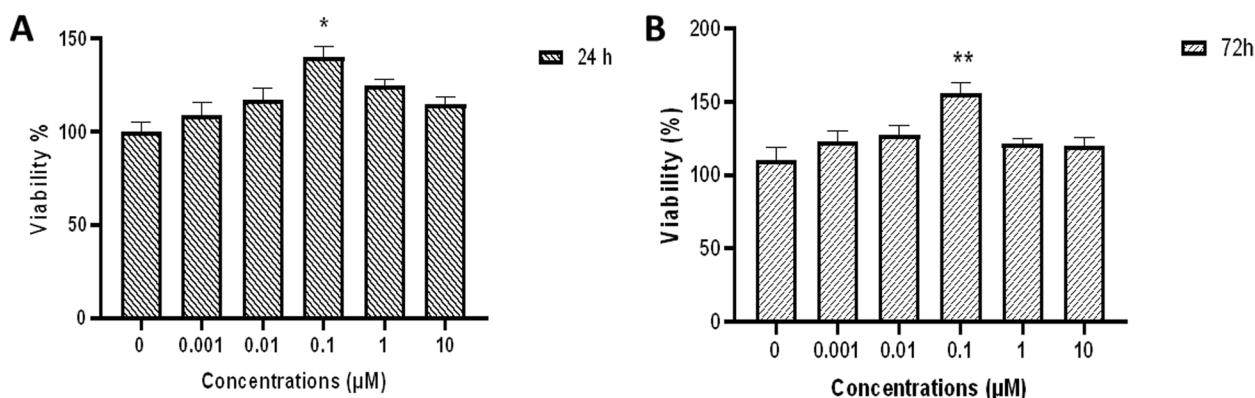 A
*
24 h
150
100
50
0
Viability %
0 0.001 0.01 0.1 1 10
Concentrations (µM)
B
**
72h
200
150
100
50
0
Viability (%)
0 0.001 0.01 0.1 1 10
Concentrations (µM)